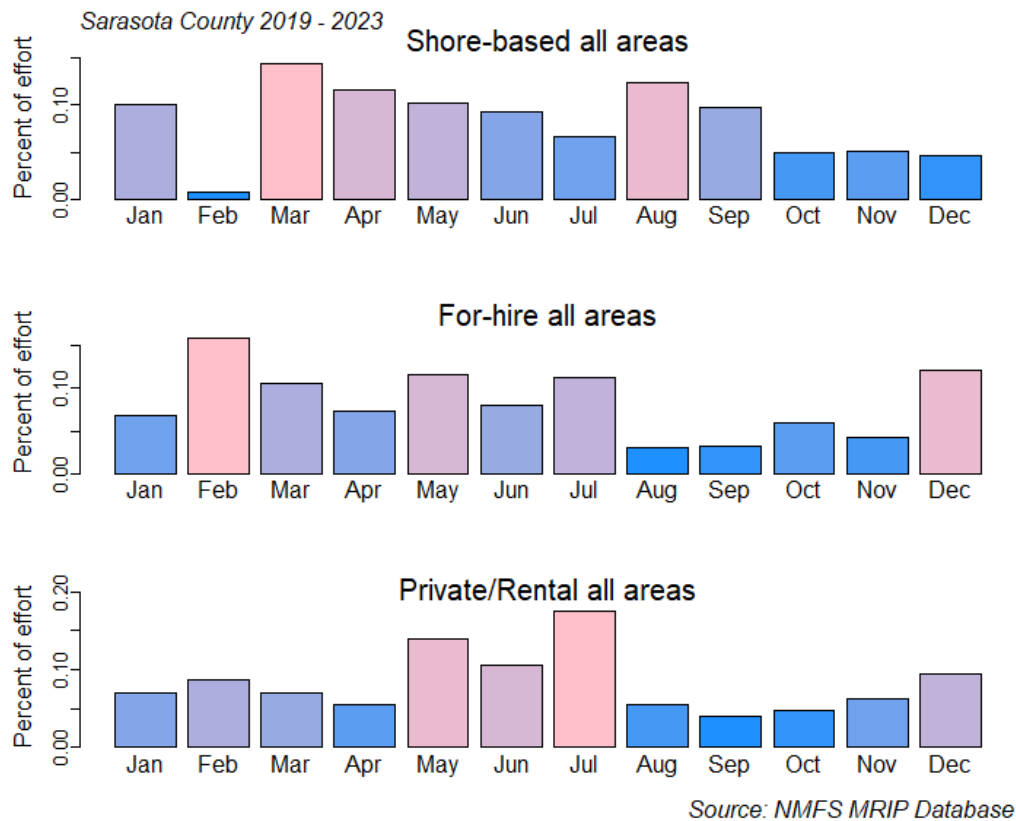 Sarasota County 2019 - 2023
Shore-based all areas
Percent of effort
0.10
0.00
Jan Feb Mar Apr May Jun Jul Aug Sep Oct Nov Dec
For-hire all areas
Percent of effort
0.10
0.00
Jan Feb Mar Apr May Jun Jul Aug Sep Oct Nov Dec
Private/Rental all areas
Percent of effort
0.20
0.10
0.00
Jan Feb Mar Apr May Jun Jul Aug Sep Oct Nov Dec
Source: NMFS MRIP Database